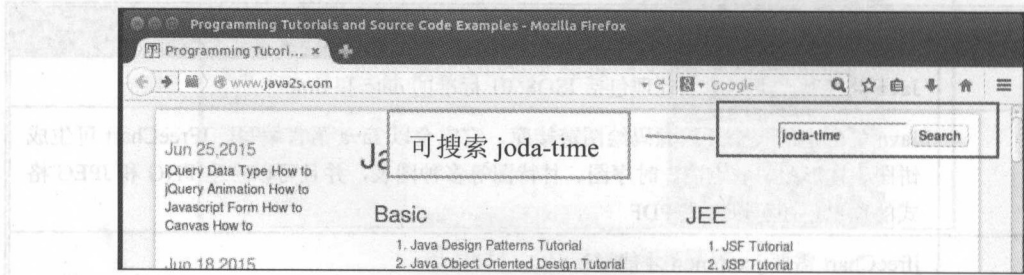 Programming Tutorials and Source Code Examples - Mozilla Firefox
Programming Tutori... ×
www.java2s.com
Google
joda-time Search
可搜索 joda-time
Ja
Jun 25,2015
jQuery Data Type How to
jQuery Animation How to
Javascript Form How to
Canvas How to
Jun 18,2015
Basic
1. Java Design Patterns Tutorial
2. Java Object Oriented Design Tutorial
JEE
1. JSF Tutorial
2. JSP Tutorial